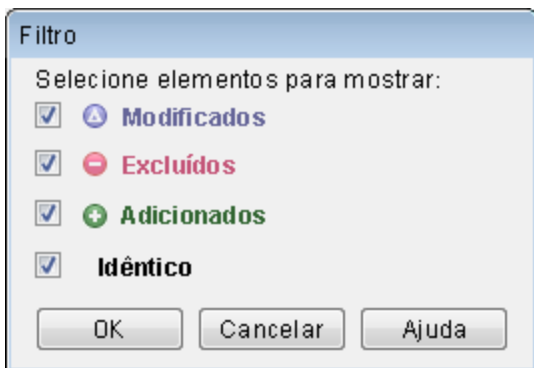 Filtro
Selecione elementos para mostrar:
Modificados
Excluídos
Adicionados
Idêntico
OK Cancelar Ajuda